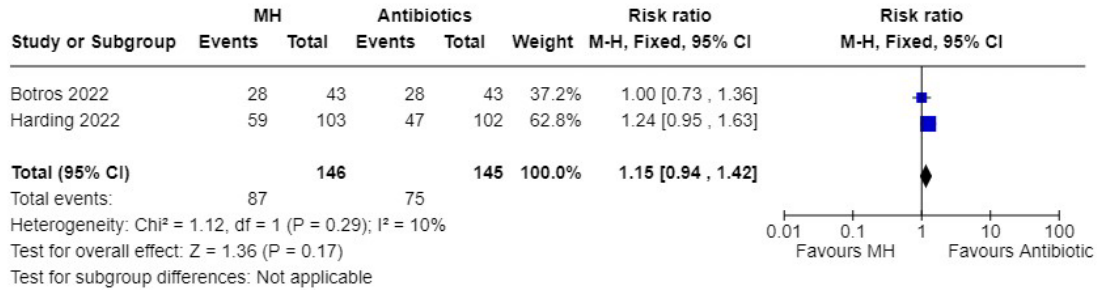 MH Antibiotics Risk ratio Risk ratio
Study or Subgroup Events Total Events Total Weight M-H, Fixed, 95% CI M-H, Fixed, 95% CI
Botros 2022 28 43 28 43 37.2% 1.00 [0.73 , 1.36]
Harding 2022 59 103 47 102 62.8% 1.24 [0.95 , 1.63]
Total (95% CI) 146 145 100.0% 1.15 [0.94 , 1.42]
Total events: 87 75
Heterogeneity: Chi² = 1.12, df = 1 (P = 0.29); I² = 10%
0.01 0.1 1 10 100
Test for overall effect: Z = 1.36 (P = 0.17)
Favours MH Favours Antibiotic
Test for subgroup differences: Not applicable